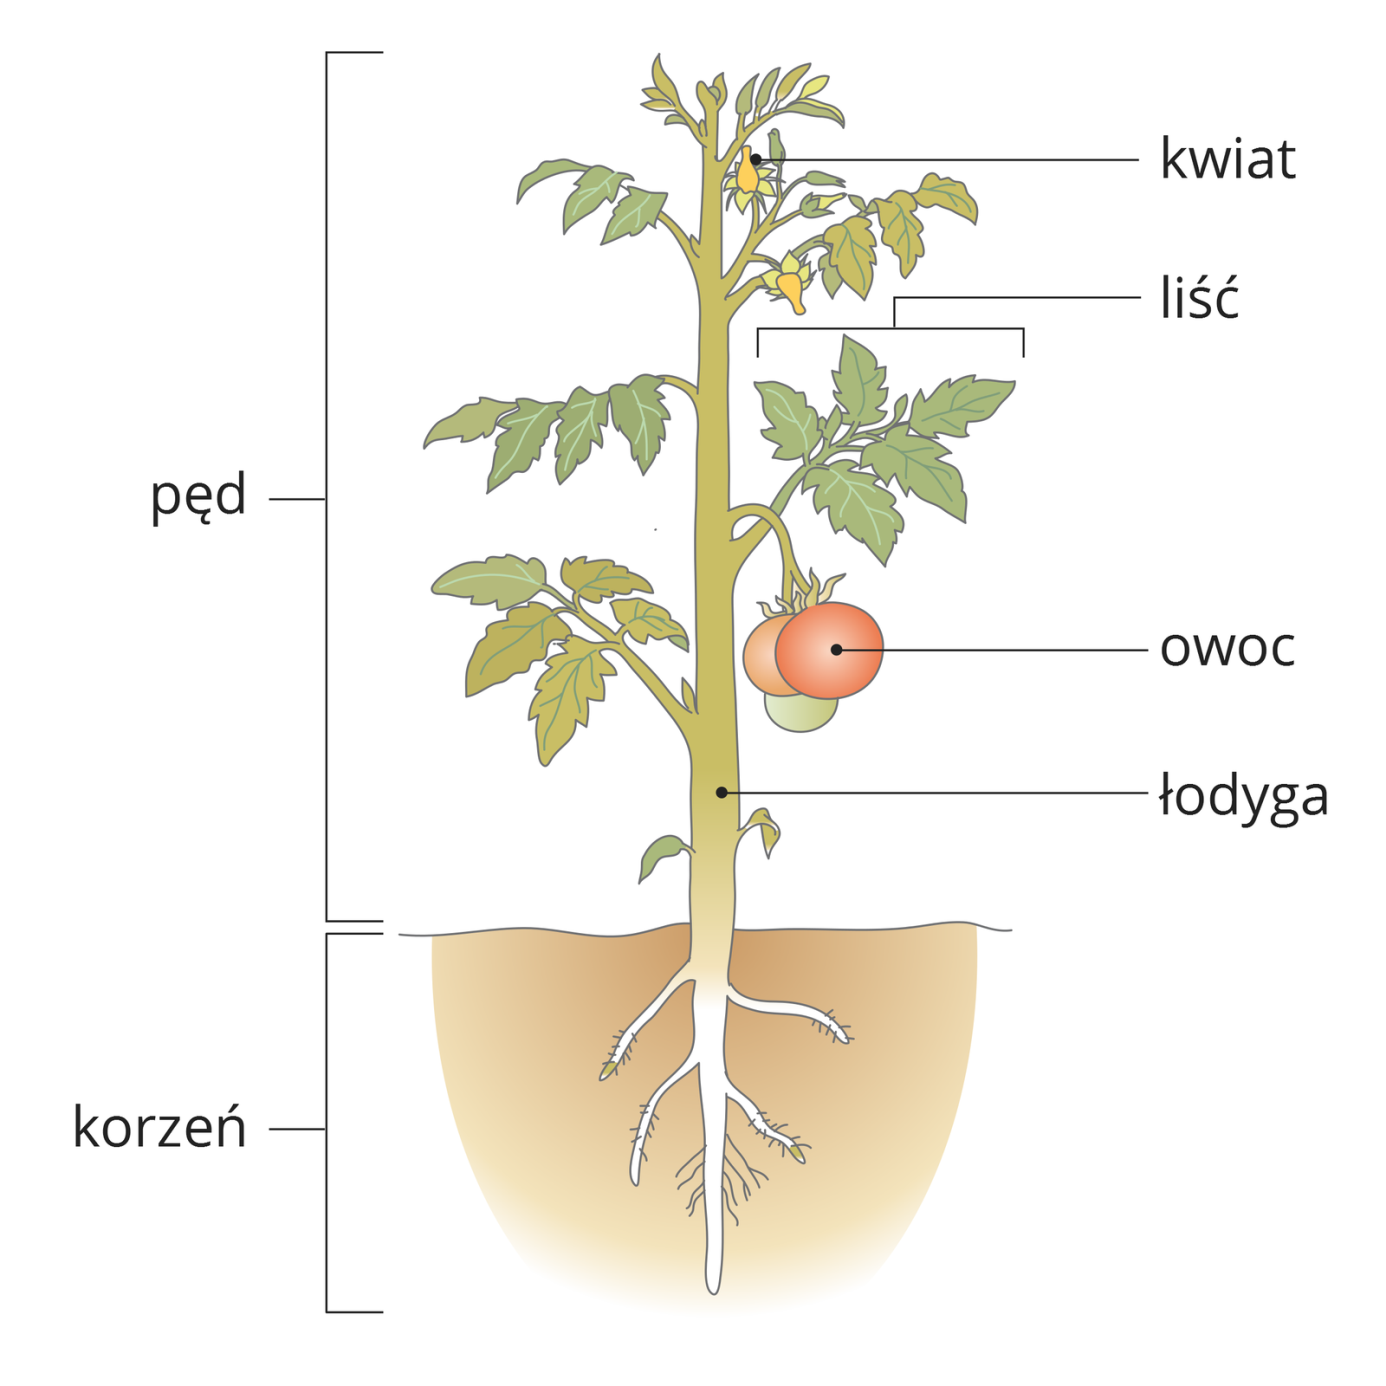 kwiat
liść
pęd
owoc
łodyga
korzeń